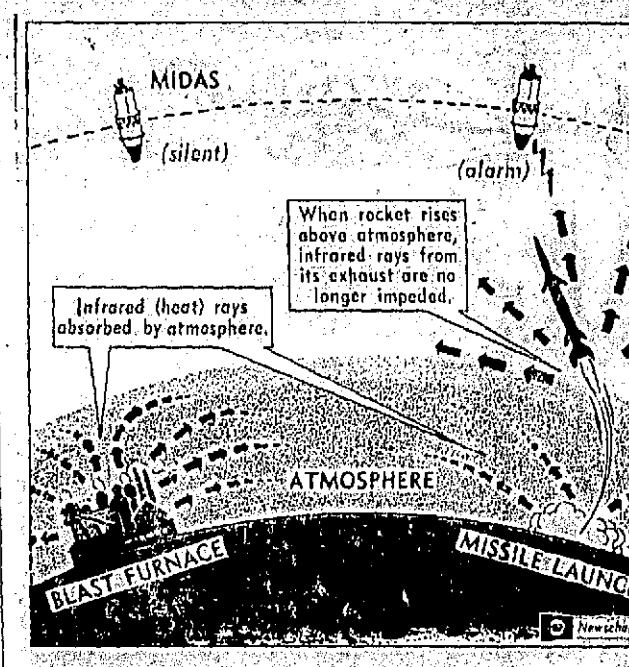 MIDAS
(silent)
(alarm)
When rocket rises
above atmosphere,
infrared rays from
its exhaust are no
longer impeded.
Infrared (heat) rays
absorbed by atmosphere.
ATMOSPHERE
BLAST FURNACE
MISSILE LAUNC
Newscha